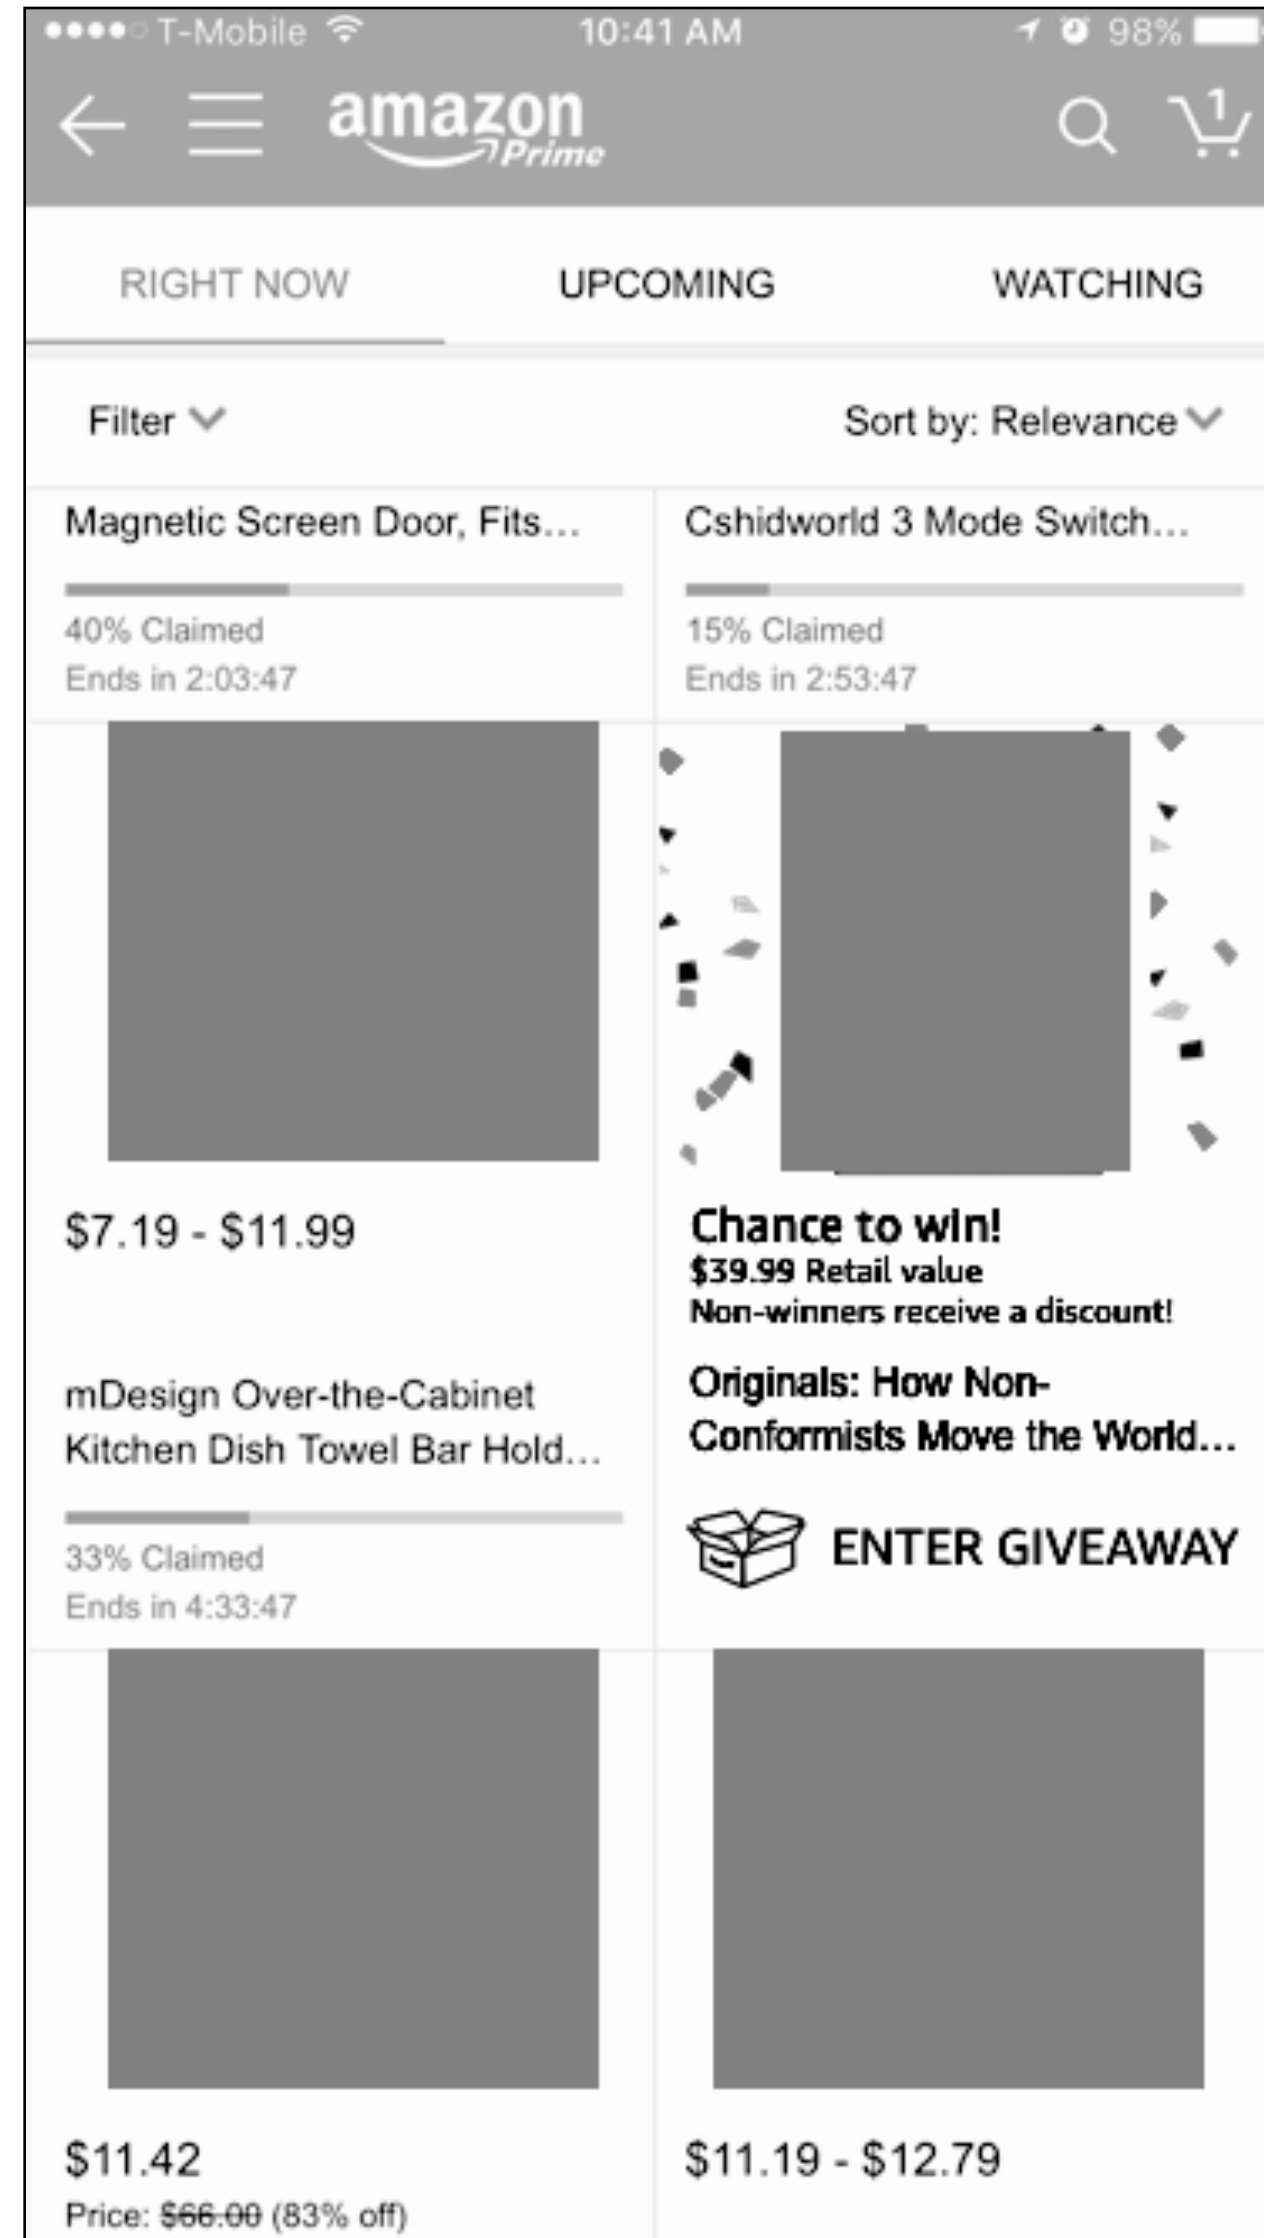 T-Mobile 10:41 AM 98%
amazon Prime 1
RIGHT NOW UPCOMING WATCHING
Filter Sort by: Relevance
Magnetic Screen Door, Fits...
40% Claimed
Ends in 2:03:47
Cshidworld 3 Mode Switch...
15% Claimed
Ends in 2:53:47
$7.19 - $11.99
mDesign Over-the-Cabinet
Kitchen Dish Towel Bar Hold...
33% Claimed
Ends in 4:33:47
Chance to win!
$39.99 Retail value
Non-winners receive a discount!
Originals: How Non-
Conformists Move the World...
ENTER GIVEAWAY
$11.42
Price: $66.00 (83% off)
$11.19 - $12.79